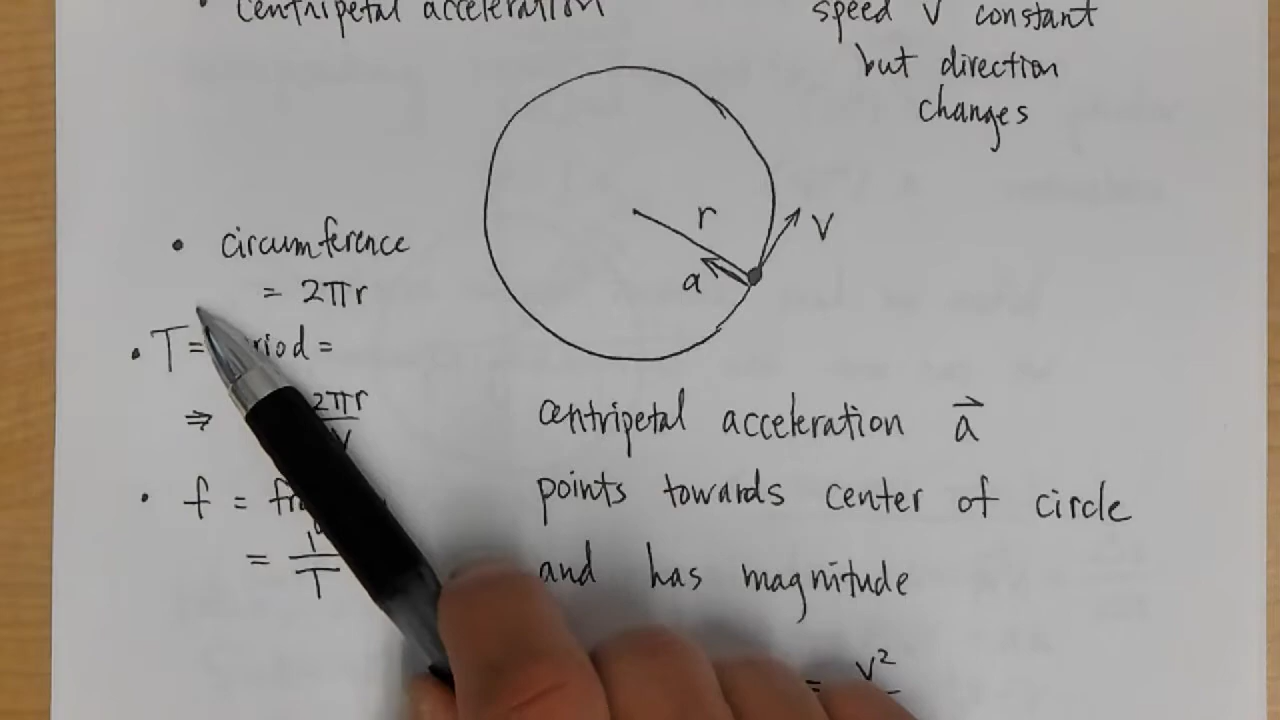 • Centripetal acceleration
speed v constant
but direction
changes
r
v
a
• circumference
= 2πr
• T = =
⇒ 2πr
v
• f =
= 1
T
centripetal acceleration a⃗
points towards center of circle
and has magnitude
= v²